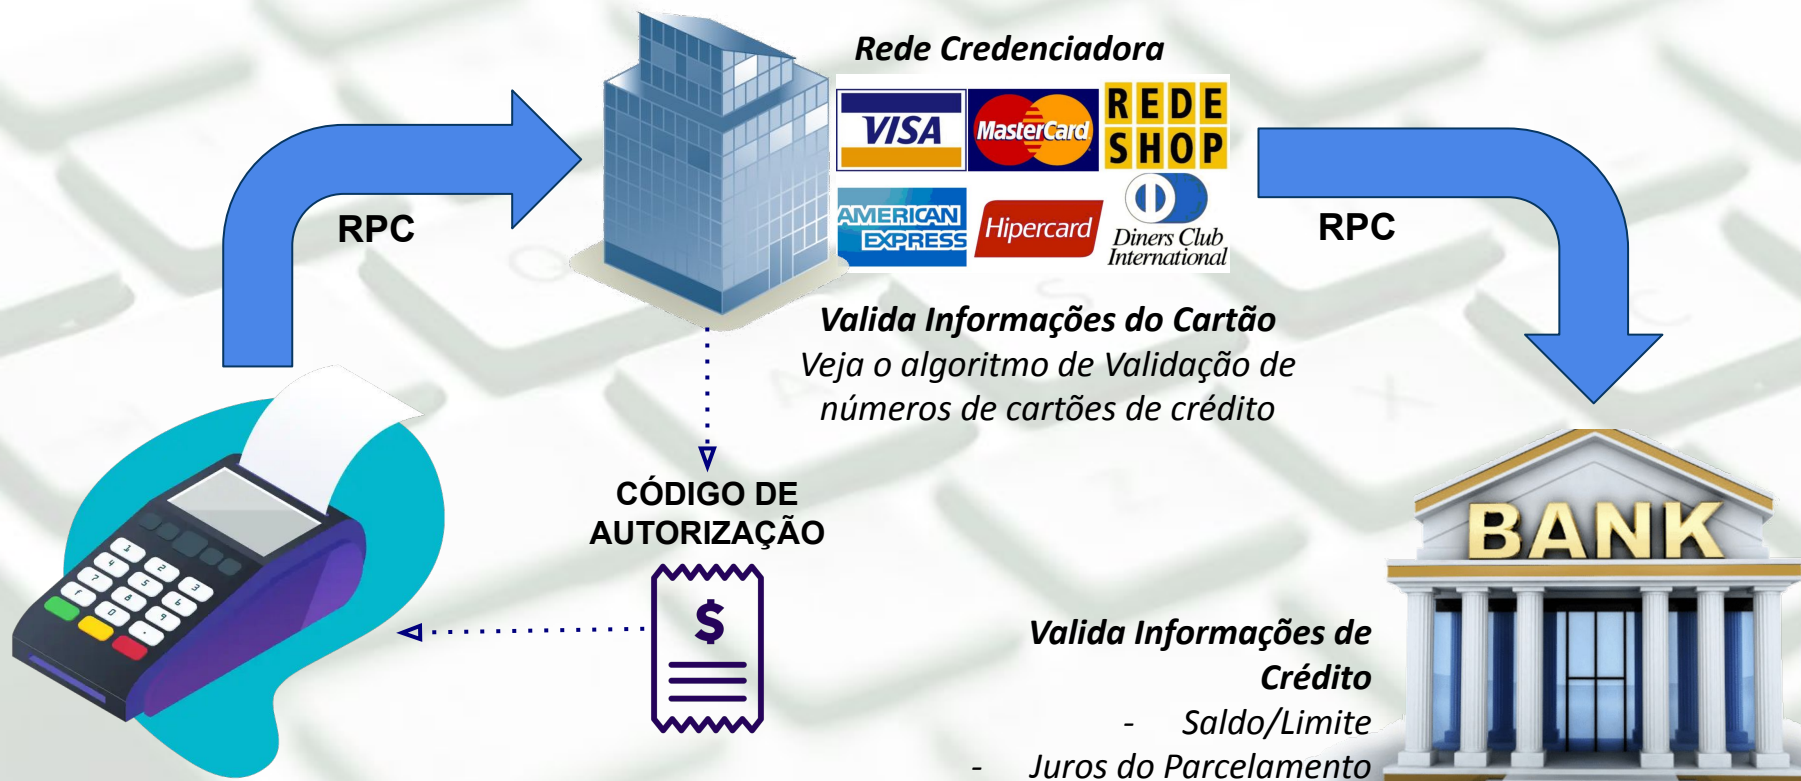 Rede Credenciadora
VISA
MasterCard
REDE
SHOP
AMERICAN
EXPRESS
Hipercard
Diners Club
International
RPC
RPC
Valida Informações do Cartão
Veja o algoritmo de Validação de
números de cartões de crédito
CÓDIGO DE
AUTORIZAÇÃO
$
BANK
Valida Informações de
Crédito
- Saldo/Limite
- Juros do Parcelamento